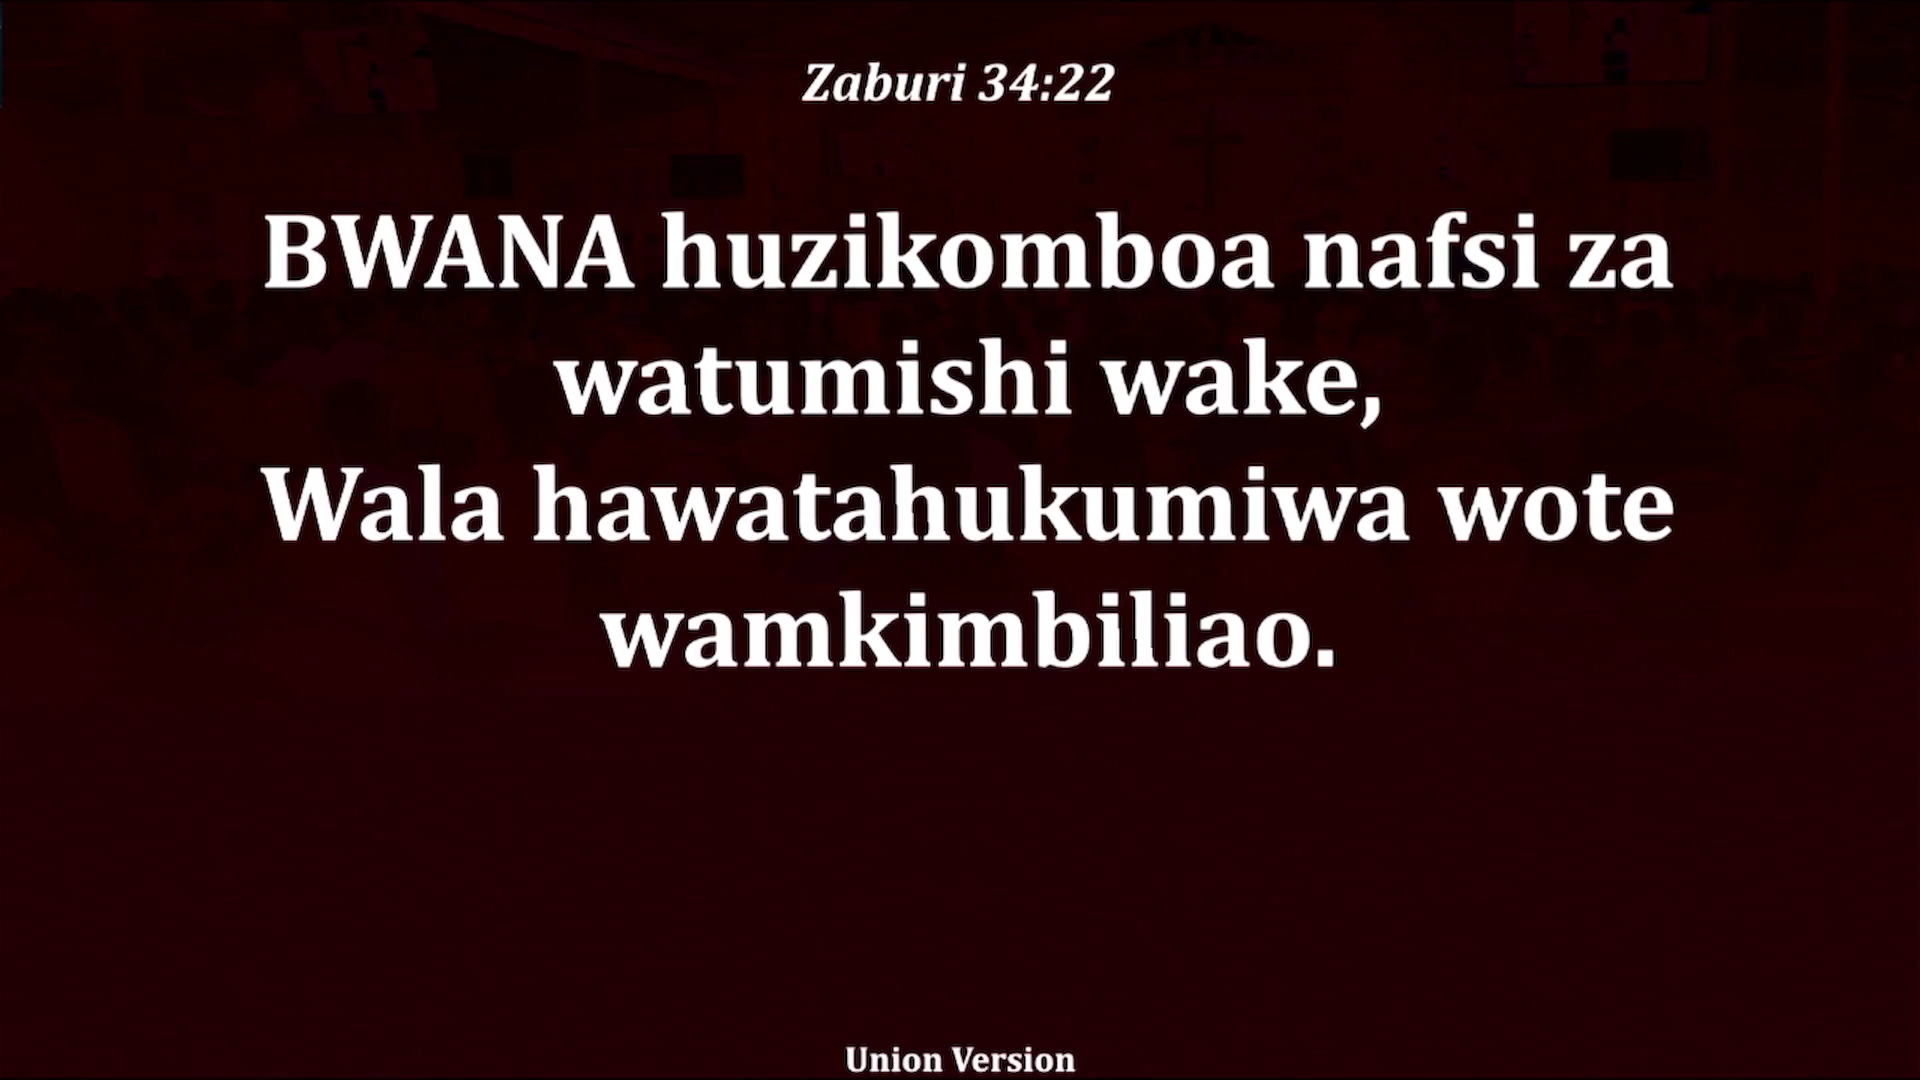 Zaburi 34:22
BWANA huzikomboa nafsi za
watumishi wake,
Wala hawatahukumiwa wote
wamkimbiliao.
Union Version